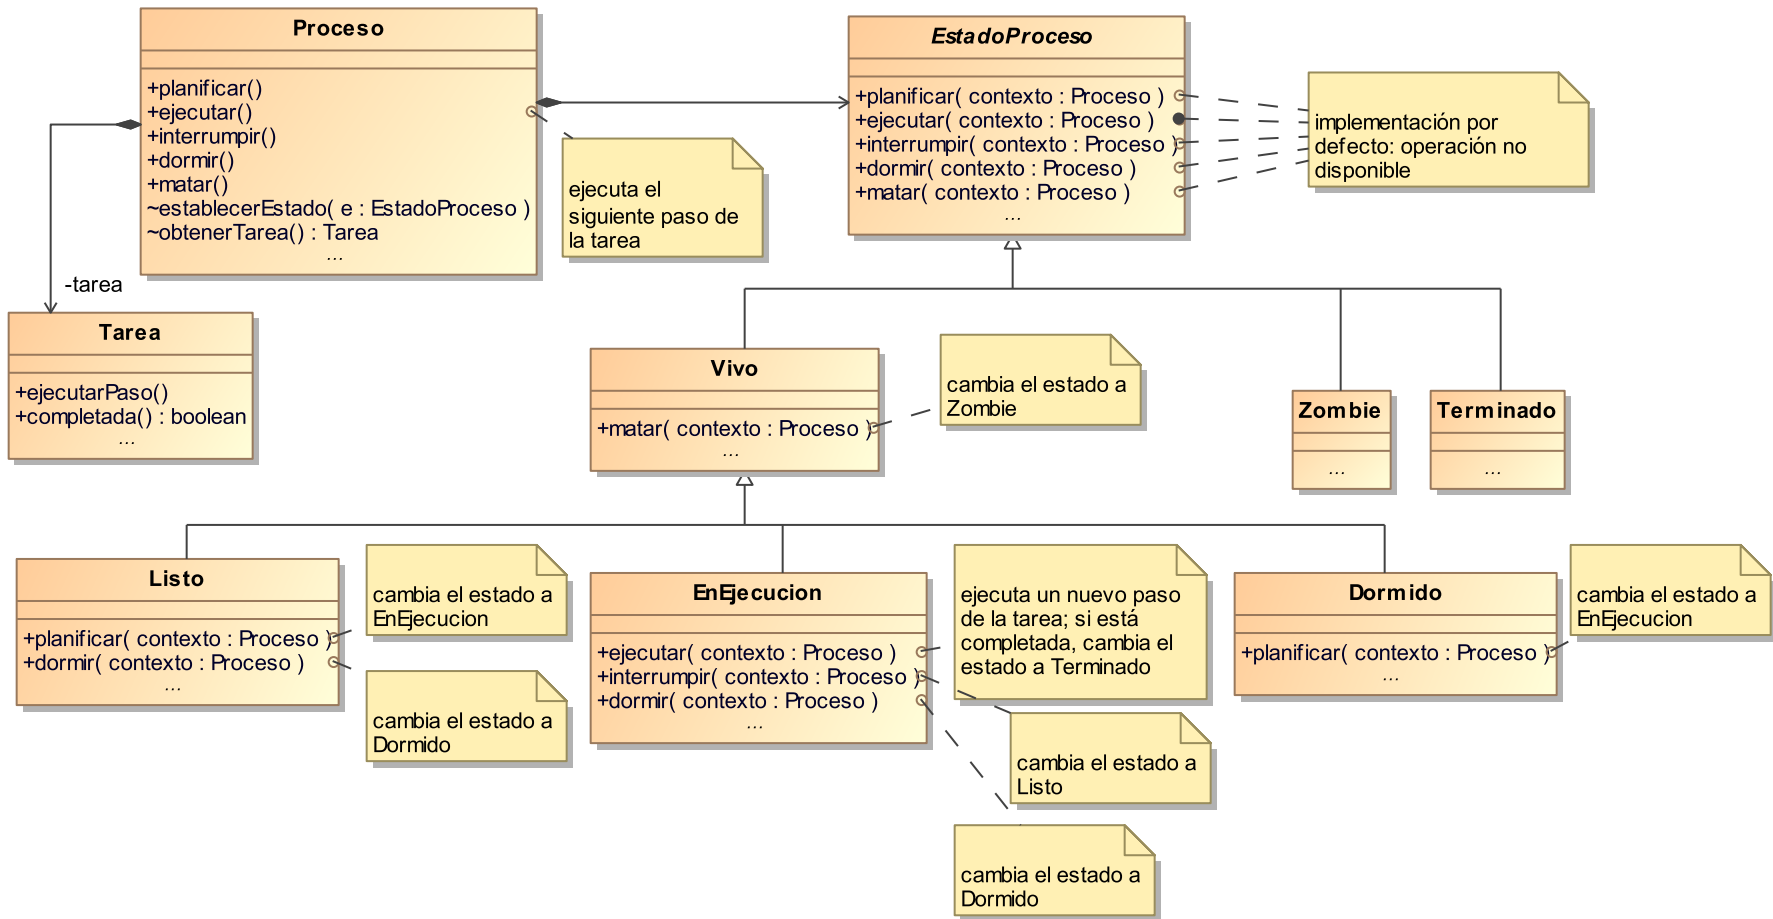 Proceso
+planificar()
+ejecutar()
+interrumpir()
+dormir()
+matar()
~establecerEstado( e : EstadoProceso )
~obtenerTarea() : Tarea
...
ejecuta el
siguiente paso de
la tarea
EstadoProceso
+planificar( contexto : Proceso )
+ejecutar( contexto : Proceso )
+interrumpir( contexto : Proceso )
+dormir( contexto : Proceso )
+matar( contexto : Proceso )
...
implementación por
defecto: operación no
disponible
-tarea
Tarea
+ejecutarPaso()
+completada() : boolean
...
Vivo
+matar( contexto : Proceso )
...
cambia el estado a
Zombie
Zombie
...
Terminado
...
Listo
+planificar( contexto : Proceso )
+dormir( contexto : Proceso )
...
cambia el estado a
EnEjecucion
cambia el estado a
Dormido
EnEjecucion
+ejecutar( contexto : Proceso )
+interrumpir( contexto : Proceso )
+dormir( contexto : Proceso )
...
ejecuta un nuevo paso
de la tarea; si está
completada, cambia el
estado a Terminado
cambia el estado a
Listo
cambia el estado a
Dormido
Dormido
+planificar( contexto : Proceso )
...
cambia el estado a
EnEjecucion